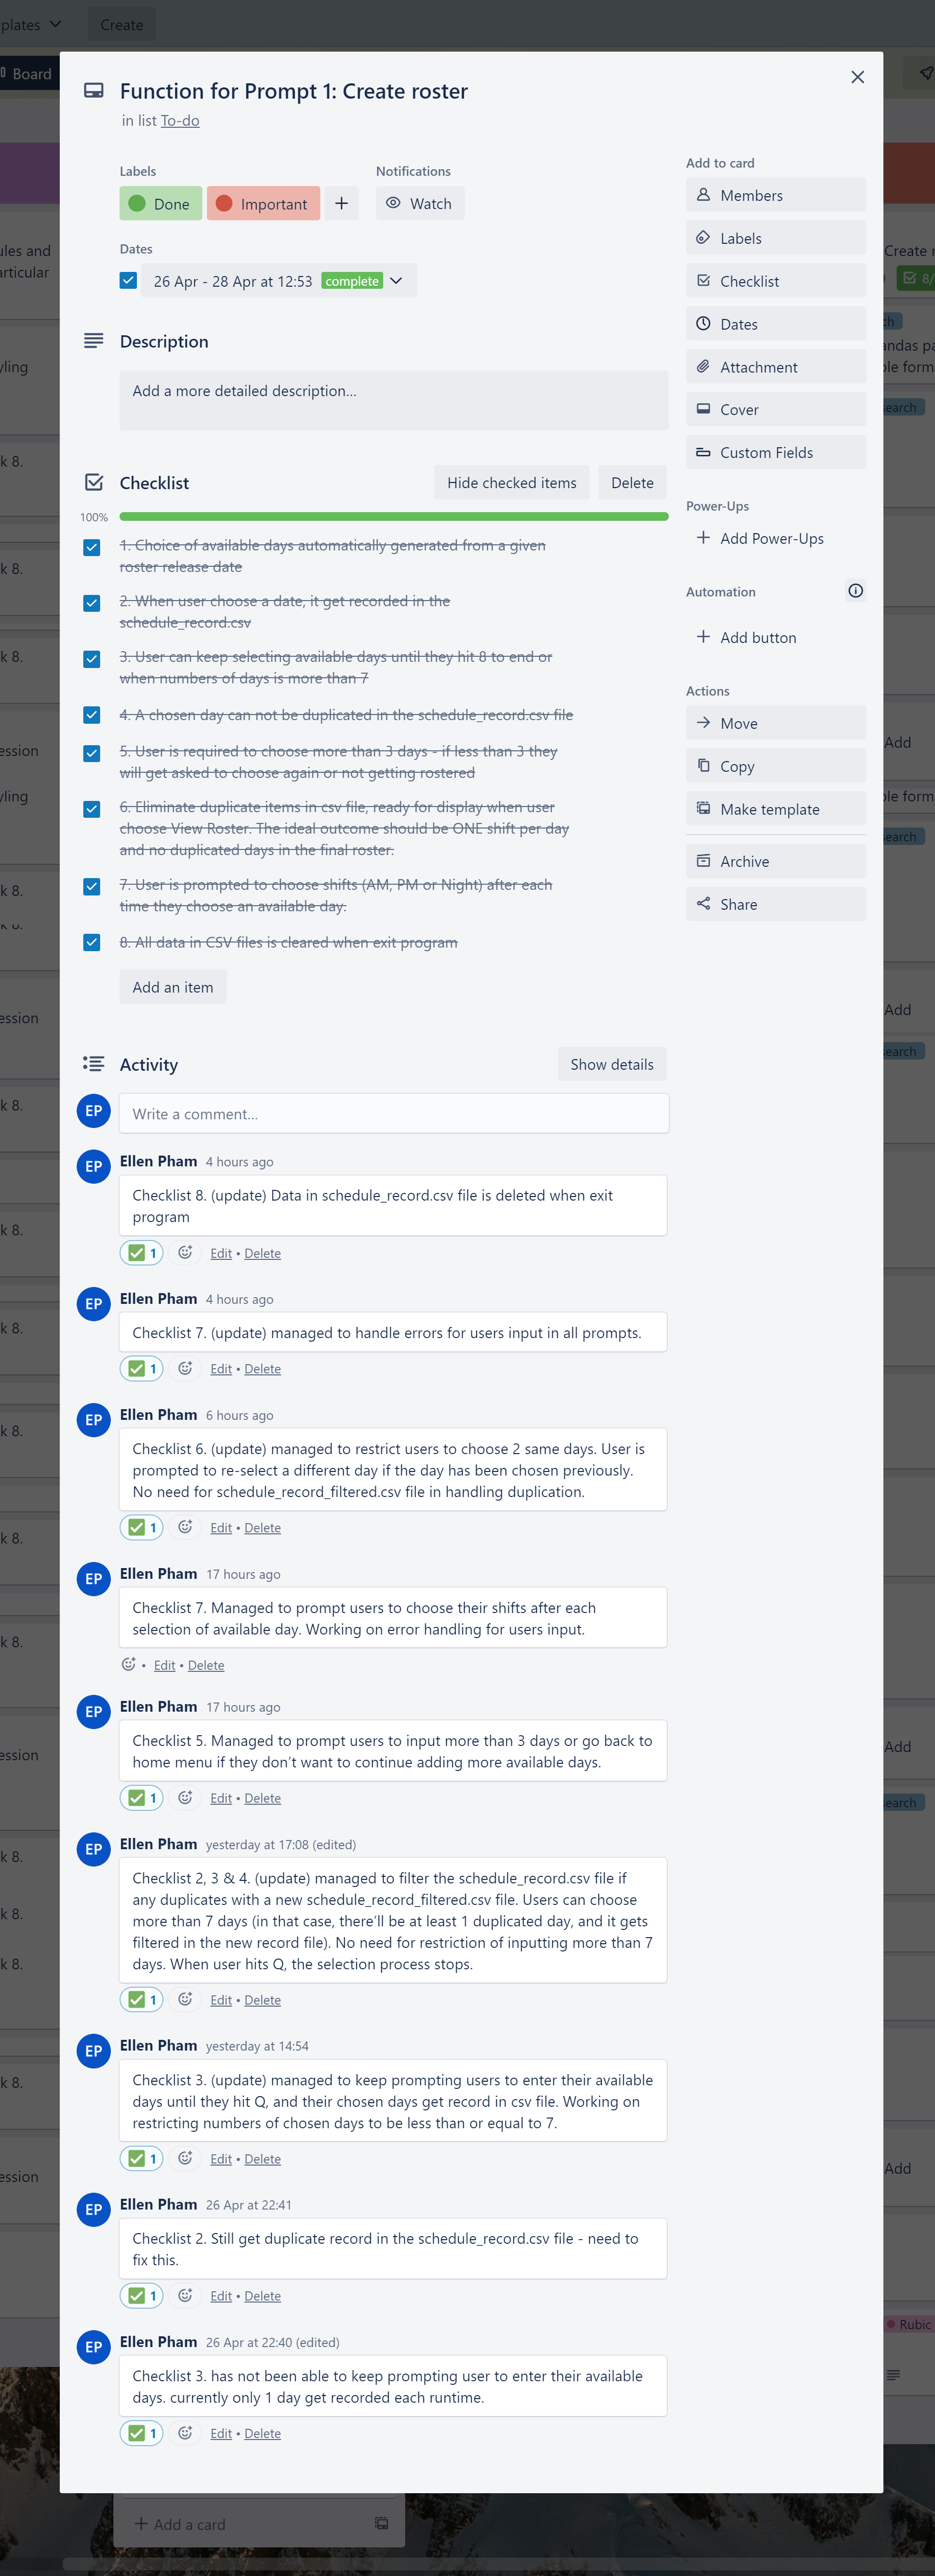 plates
Create
Board
Function for Prompt 1: Create roster
in list To-do
Labels
Notifications
Done
Important
Watch
Dates
26 Apr - 28 Apr at 12:53 complete
Description
Add a more detailed description...
Checklist
Hide checked items
Delete
100%
1. Choice of available days automatically generated from a given
roster release date
2. When user choose a date, it get recorded in the
schedule_record.csv
3. User can keep selecting available days until they hit 8 to end or
when numbers of days is more than 7
4. A chosen day can not be duplicated in the schedule_record.csv file
5. User is required to choose more than 3 days - if less than 3 they
will get asked to choose again or not getting rostered
6. Eliminate duplicate items in csv file, ready for display when user
choose View Roster. The ideal outcome should be ONE shift per day
and no duplicated days in the final roster.
7. User is prompted to choose shifts (AM, PM or Night) after each
time they choose an available day.
8. All data in CSV files is cleared when exit program
Add an item
Activity
Show details
EP
Write a comment...
EP
Ellen Pham 4 hours ago
Checklist 8. (update) Data in schedule_record.csv file is deleted when exit
program
1
Edit • Delete
EP
Ellen Pham 4 hours ago
Checklist 7. (update) managed to handle errors for users input in all prompts.
1
Edit • Delete
EP
Ellen Pham 6 hours ago
Checklist 6. (update) managed to restrict users to choose 2 same days. User is
prompted to re-select a different day if the day has been chosen previously.
No need for schedule_record_filtered.csv file in handling duplication.
1
Edit • Delete
EP
Ellen Pham 17 hours ago
Checklist 7. Managed to prompt users to choose their shifts after each
selection of available day. Working on error handling for users input.
• Edit • Delete
EP
Ellen Pham 17 hours ago
Checklist 5. Managed to prompt users to input more than 3 days or go back to
home menu if they don't want to continue adding more available days.
1
Edit • Delete
EP
Ellen Pham yesterday at 17:08 (edited)
Checklist 2, 3 & 4. (update) managed to filter the schedule_record.csv file if
any duplicates with a new schedule_record_filtered.csv file. Users can choose
more than 7 days (in that case, there'll be at least 1 duplicated day, and it gets
filtered in the new record file). No need for restriction of inputting more than 7
days. When user hits Q, the selection process stops.
1
Edit • Delete
EP
Ellen Pham yesterday at 14:54
Checklist 3. (update) managed to keep prompting users to enter their available
days until they hit Q, and their chosen days get record in csv file. Working on
restricting numbers of chosen days to be less than or equal to 7.
1
Edit • Delete
EP
Ellen Pham 26 Apr at 22:41
Checklist 2. Still get duplicate record in the schedule_record.csv file - need to
fix this.
1
Edit • Delete
EP
Ellen Pham 26 Apr at 22:40 (edited)
Checklist 3. has not been able to keep prompting user to enter their available
days. currently only 1 day get recorded each runtime.
1
Edit • Delete
Add to card
Members
Labels
Checklist
Dates
Attachment
Cover
Custom Fields
Power-Ups
Add Power-Ups
Automation
Add button
Actions
Move
Copy
Make template
Archive
Share
Add a card
Add
Add
Add
Add
Rubic